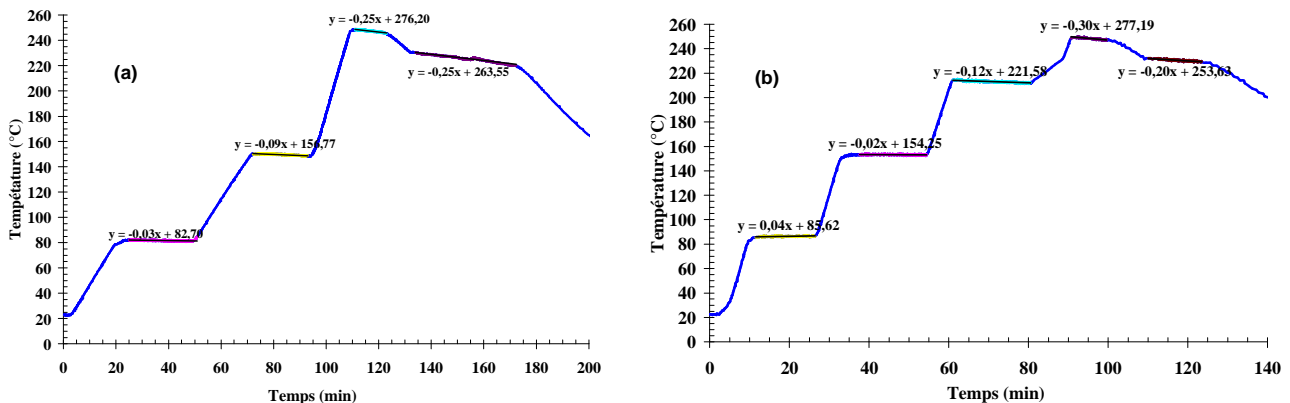 260
240
220
200
180
160
140
120
100
80
60
40
20
0
Tempétature (°C)
(a)
y = -0,25x + 276,20
y = -0,25x + 263,55
y = -0,09x + 156,77
y = -0,03x + 82,70
0 20 40 60 80 100 120 140 160 180 200
Temps (min)
260
240
220
200
180
160
140
120
100
80
60
40
20
0
Température (°C)
(b)
y = -0,30x + 277,19
y = -0,12x + 221,58
y = -0,20x + 253,63
y = -0,02x + 154,25
y = 0,04x + 85,62
0 20 40 60 80 100 120 140
Temps (min)